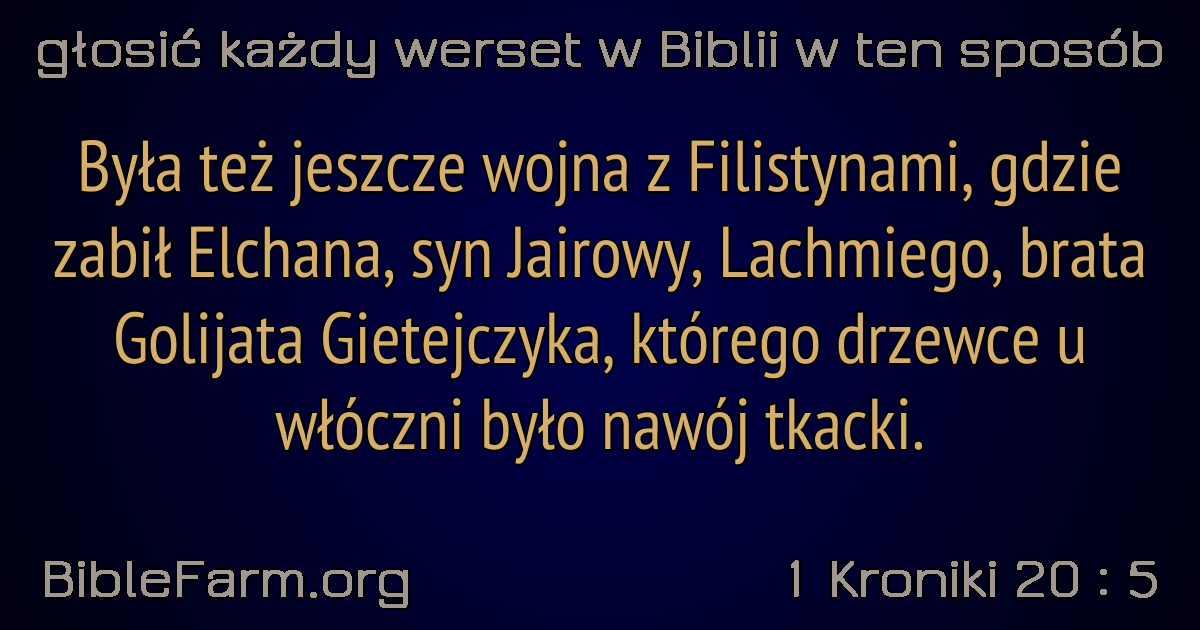 głosić każdy werset w Biblii w ten sposób
Była też jeszcze wojna z Filistynami, gdzie
zabił Elchana, syn Jairowy, Lachmiego, brata
Golijata Gietejczyka, którego drzewce u
włóczni było nawój tkacki.
BibleFarm.org
1 Kroniki 20 : 5